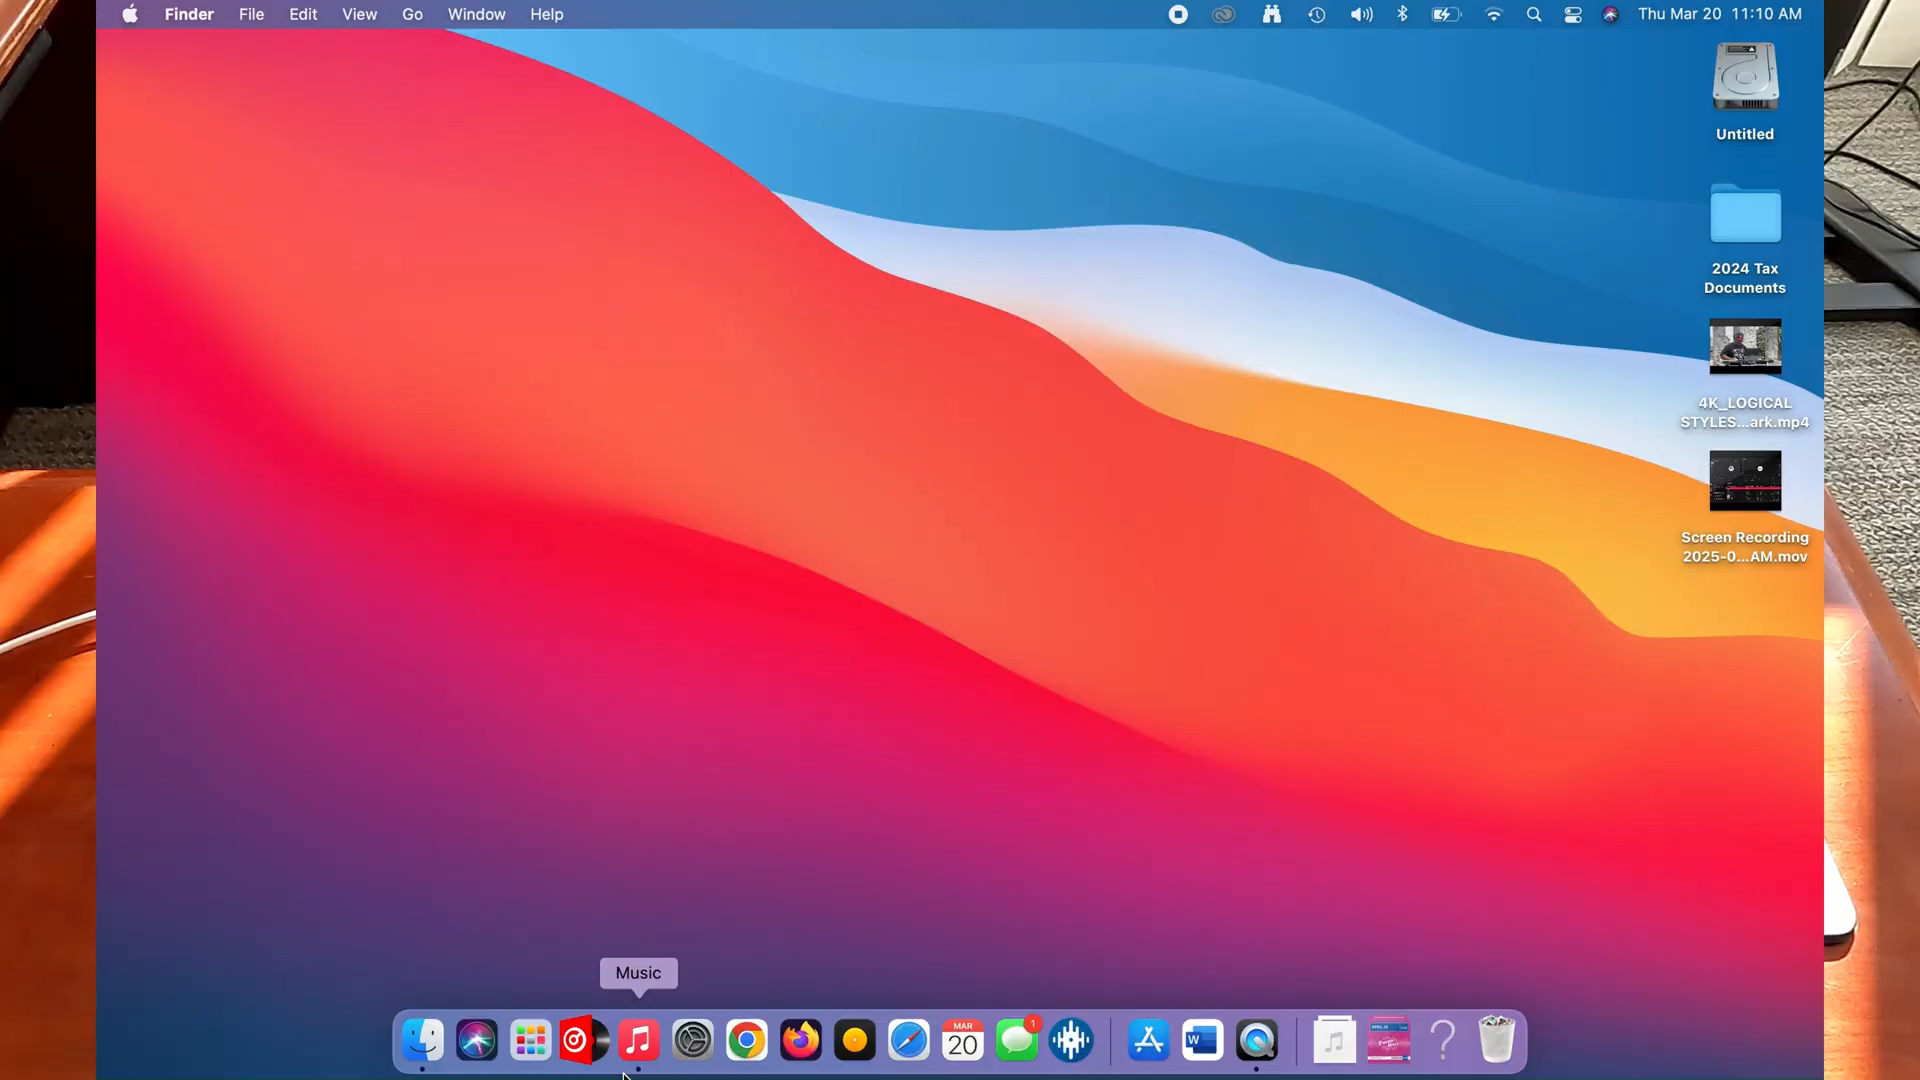 Finder File Edit View Go Window Help Thu Mar 20 11:10 AM
Untitled
2024 Tax
Documents
4K_LOGICAL
STYLES...ark.mp4
Screen Recording
2025-0...AM.mov
Music
MAR
20
1
W
?